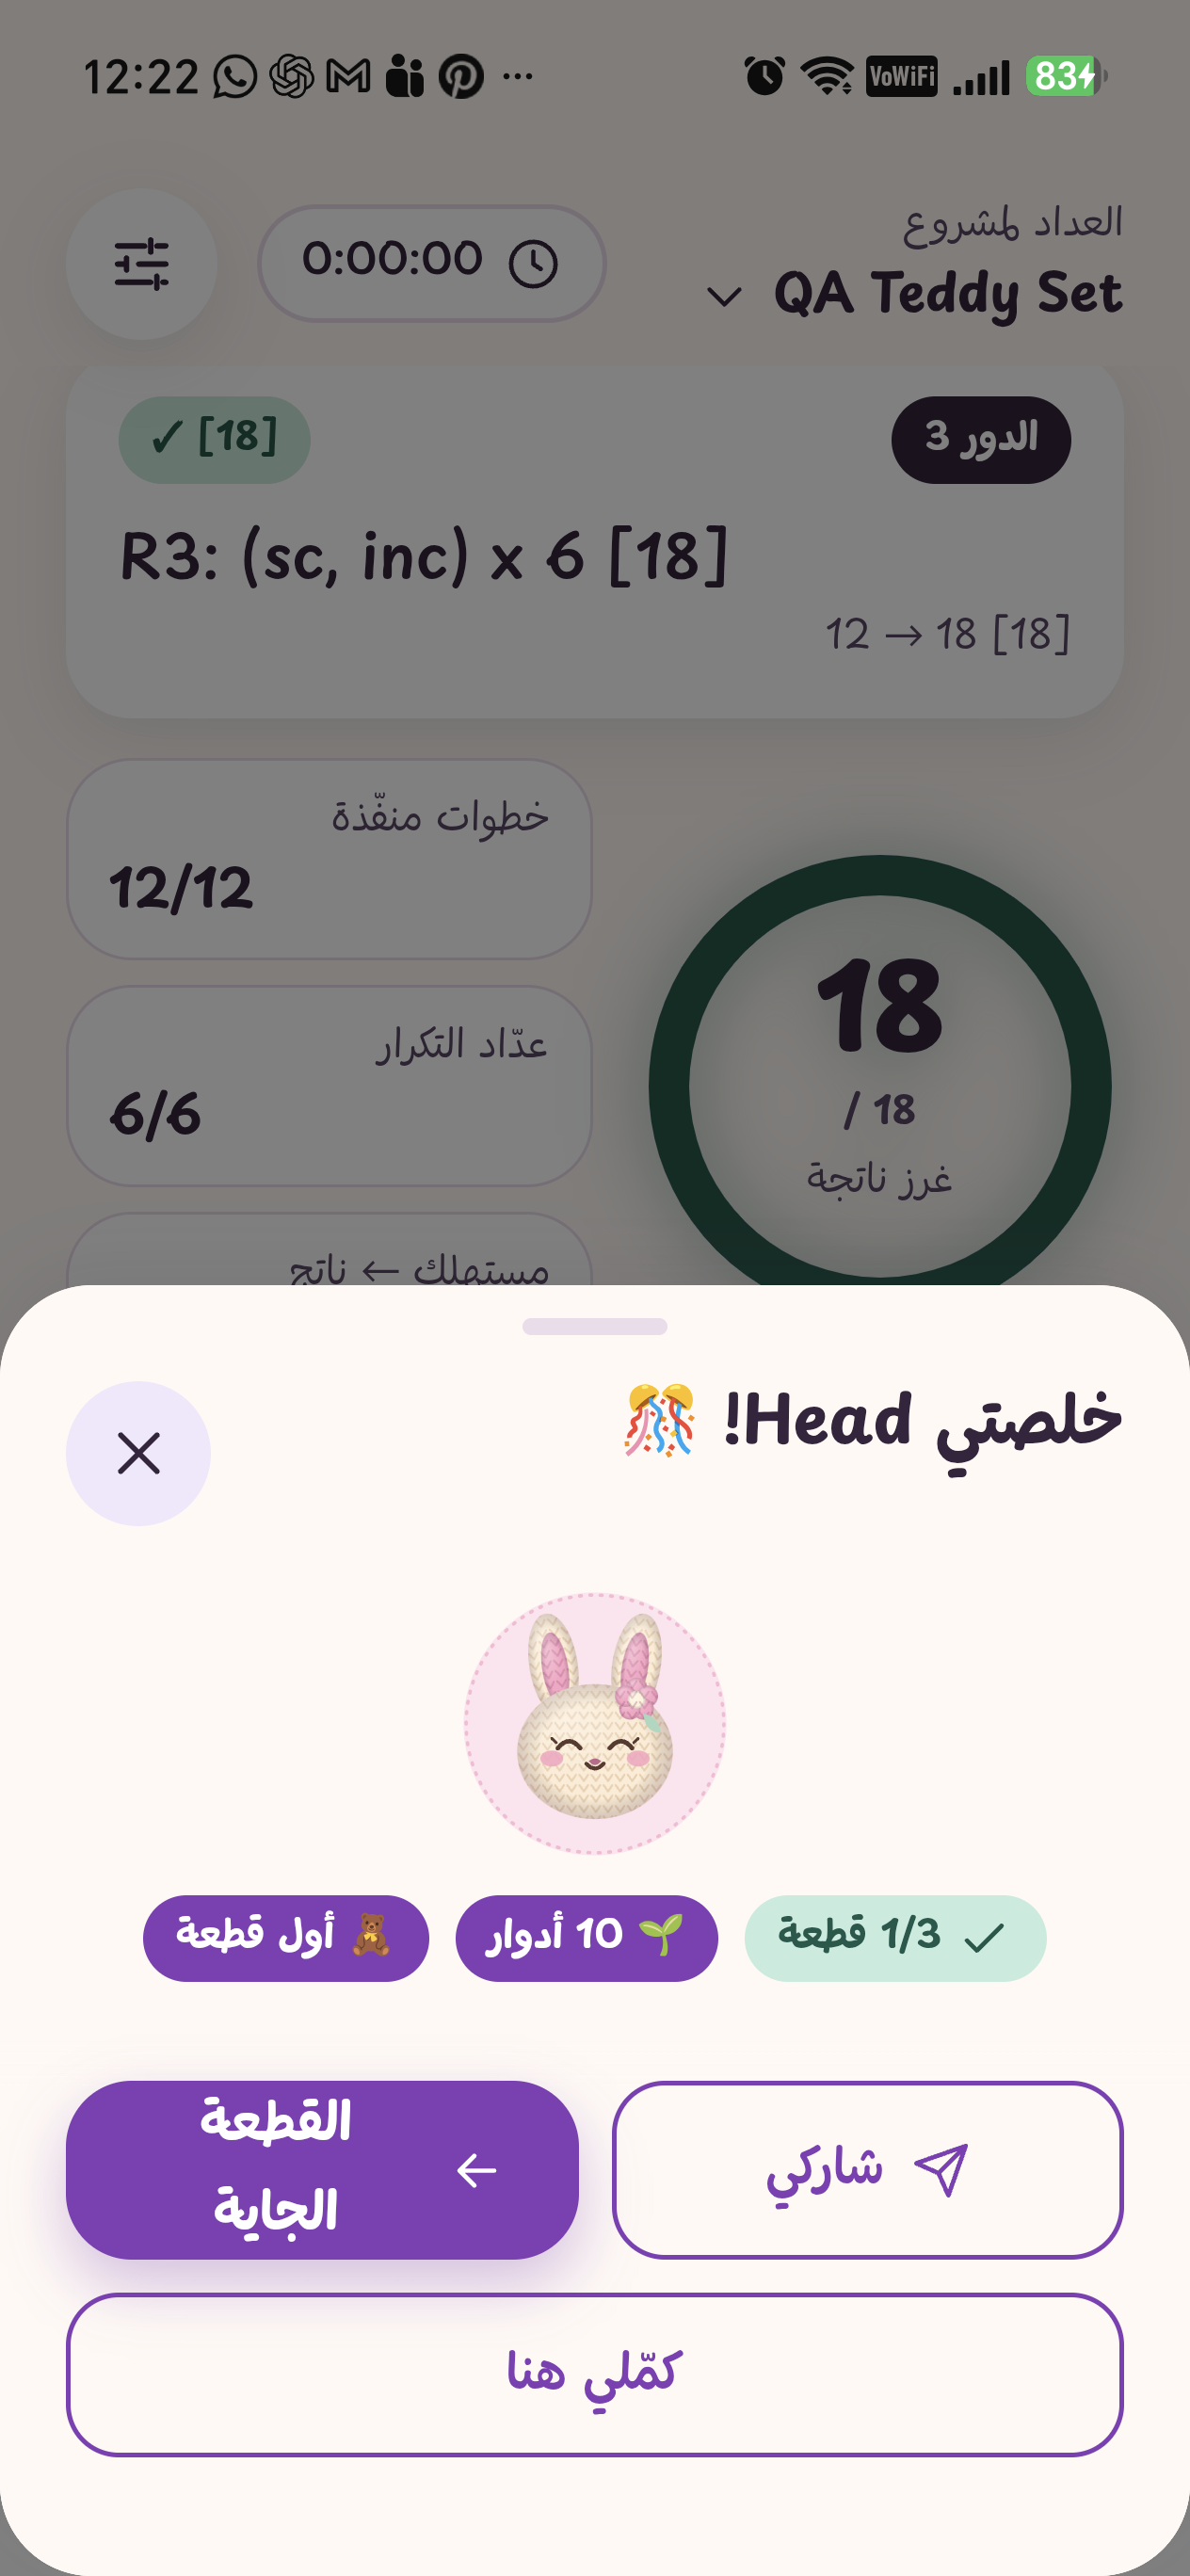 12:22 ... VoWiFi 83
العداد لمشروع
QA Teddy Set
0:00:00
الدور 3
[18] ✓
R3: (sc, inc) x 6 [18]
12 → 18 [18]
خطوات منفّذة
12/12
عدّاد التكرار
6/6
مستهلك ← ناتج
18
/ 18
غرز ناتجة
خلصتي Head! 🎊
1/3 قطعة
🌱 10 أدوار
🧸 أول قطعة
شاركي
القطعة
الجاية
كمّلي هنا